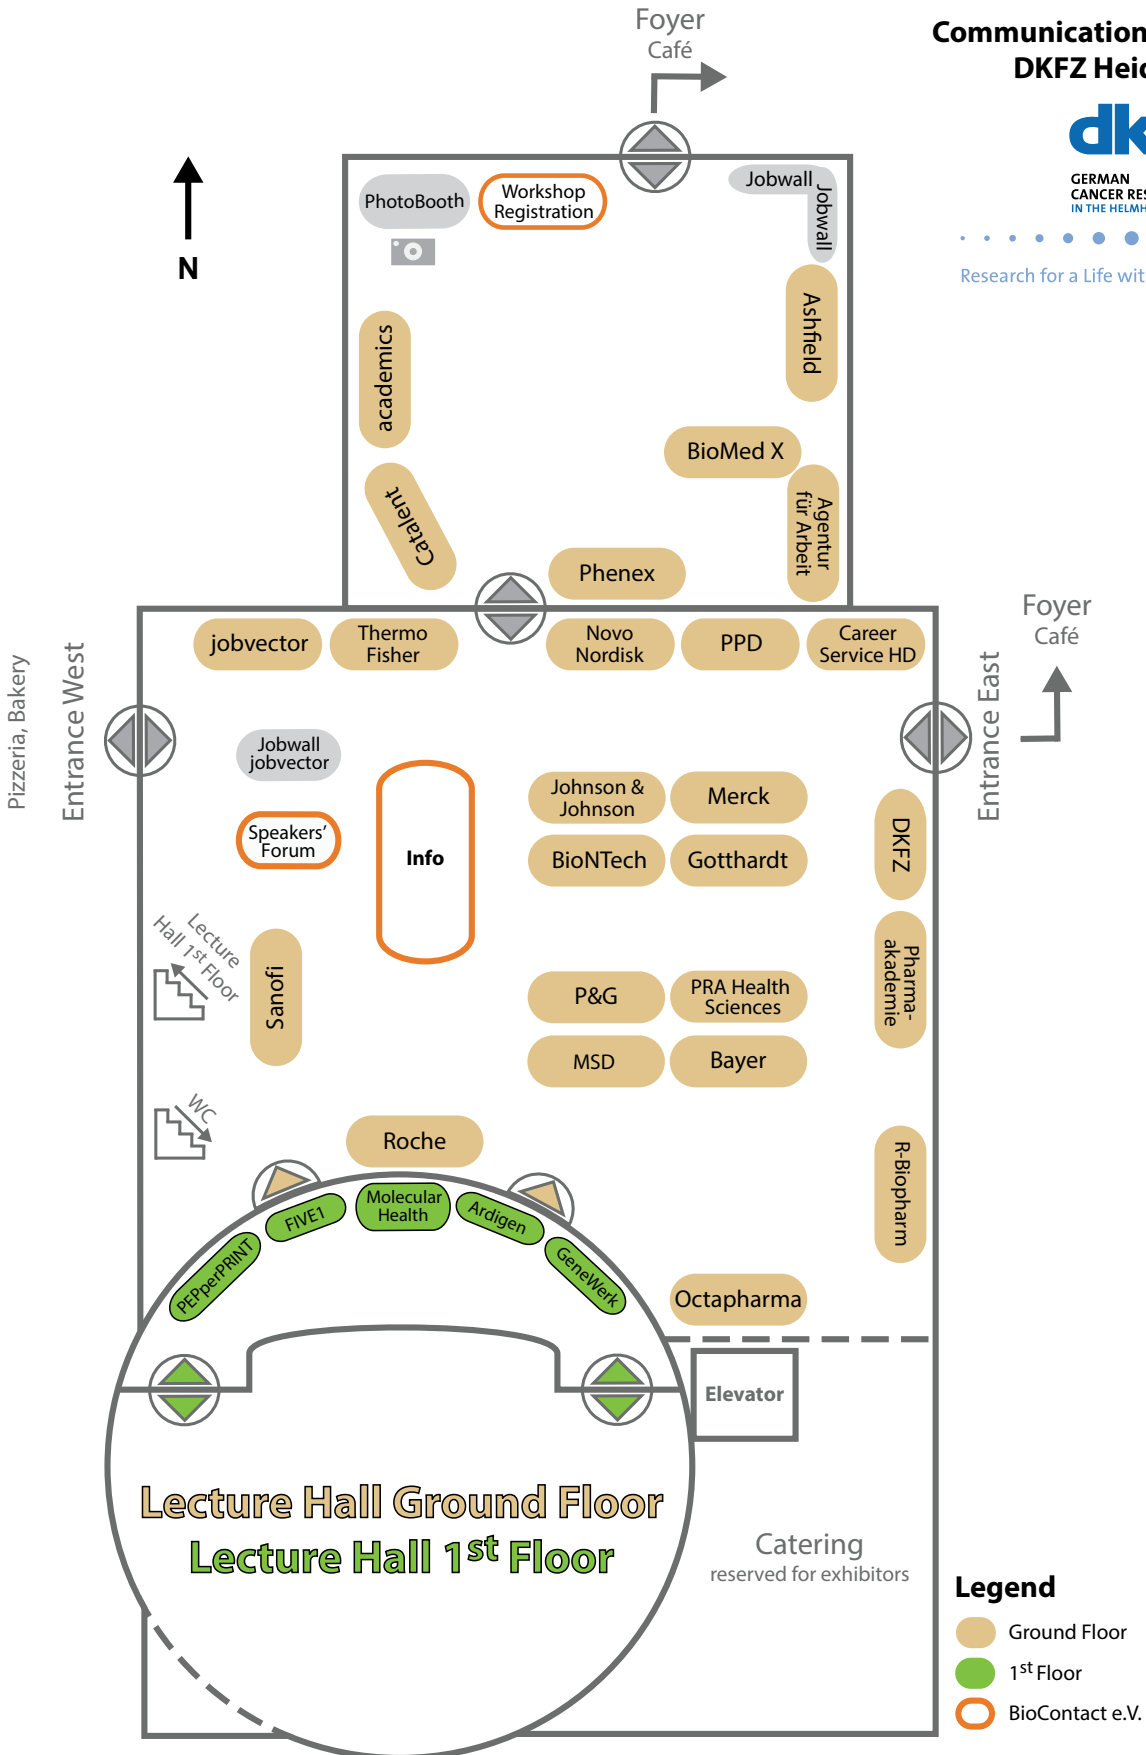 Foyer
Café
Communication
DKFZ Heid
dk
GERMAN
CANCER RES
IN THE HELMH
Research for a Life wit
N
PhotoBooth
Workshop
Registration
Jobwall
Jobwall
Ashfield
academics
BioMed X
Catalent
Agentur
für Arbeit
Phenex
jobvector
Thermo
Fisher
Novo
Nordisk
PPD
Career
Service HD
Foyer
Café
Pizzeria, Bakery
Entrance West
Entrance East
Jobwall
jobvector
Speakers'
Forum
Info
Johnson &
Johnson
Merck
BioNTech
Gotthardt
DKFZ
Lecture
Hall 1st Floor
Sanofi
P&G
PRA Health
Sciences
Pharma-
akademie
MSD
Bayer
WC
Roche
R-Biopharm
PEPperPRINT
FIVE1
Molecular
Health
Ardigen
GeneWerk
Octapharma
Elevator
Lecture Hall Ground Floor
Lecture Hall 1st Floor
Catering
reserved for exhibitors
Legend
Ground Floor
1st Floor
BioContact e.V.